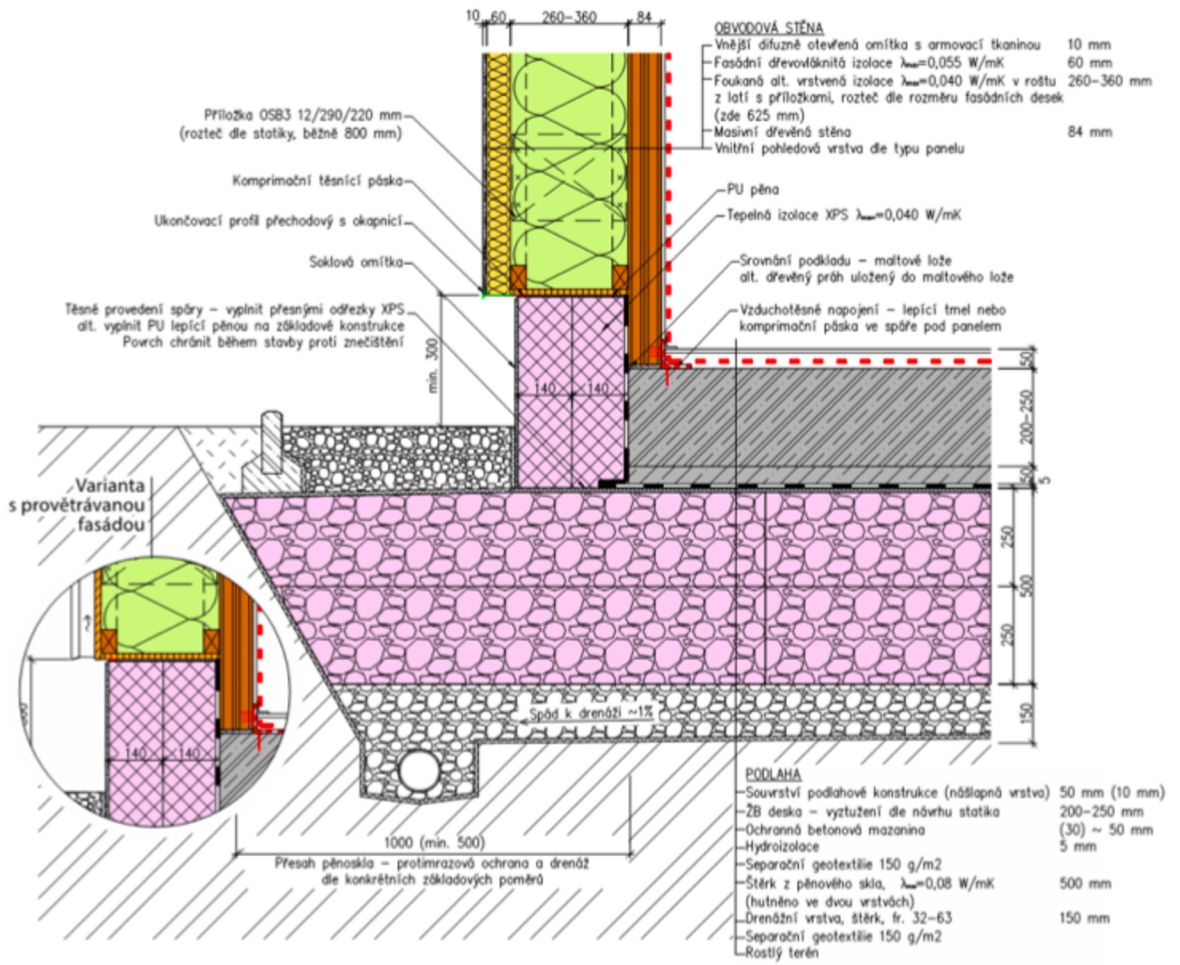 10
60
260-360
84
OBVODOVÁ STĚNA
Vnější difuzně otevřená omítka s armovací tkaninou 10 mm
Fasádní dřevovláknitá izolace λ=0,055 W/mK 60 mm
Foukaná alt. vrstvená izolace λ=0,040 W/mK v roštu 260-360 mm
z latí s příložkami, rozteč dle rozměru fasádních desek
(zde 625 mm)
Masivní dřevěná stěna 84 mm
Vnitřní pohledová vrstva dle typu panelu
Příložka OSB3 12/290/220 mm
(rozteč dle statiky, běžně 800 mm)
Komprimační těsnící páska
Ukončovací profil přechodový s okapnicí
Soklová omítka
Těsné provedení spáry – vyplnit přesnými odřezky XPS
alt. vyplnit PU lepící pěnou na základové konstrukce
Povrch chránit během stavby proti znečištění
PU pěna
Tepelná izolace XPS λ=0,040 W/mK
Srovnání podkladu – maltové lože
alt. dřevěný práh uložený do maltového lože
Vzduchotěsné napojení – lepící tmel nebo
komprimační páska ve spáře pod panelem
min. 300
140
140
50
200-250
50
5
250
500
250
150
Varianta
s provětrávanou
fasádou
140
140
Spád k drenáži ~1%
1000 (min. 500)
Přesah pěnoskla – protimrazová ochrana a drenáž
dle konkrétních základových poměrů
PODLAHA
Souvrství podlahové konstrukce (nášlapná vrstva) 50 mm (10 mm)
ŽB deska – vyztužení dle návrhu statika 200-250 mm
Ochranná betonová mazanina (30) ~ 50 mm
Hydroizolace 5 mm
Separační geotextilie 150 g/m2
Štěrk z pěnového skla, λ=0,08 W/mK 500 mm
(hutněno ve dvou vrstvách)
Drenážní vrstva, štěrk, fr. 32-63 150 mm
Separační geotextilie 150 g/m2
Rostlý terén